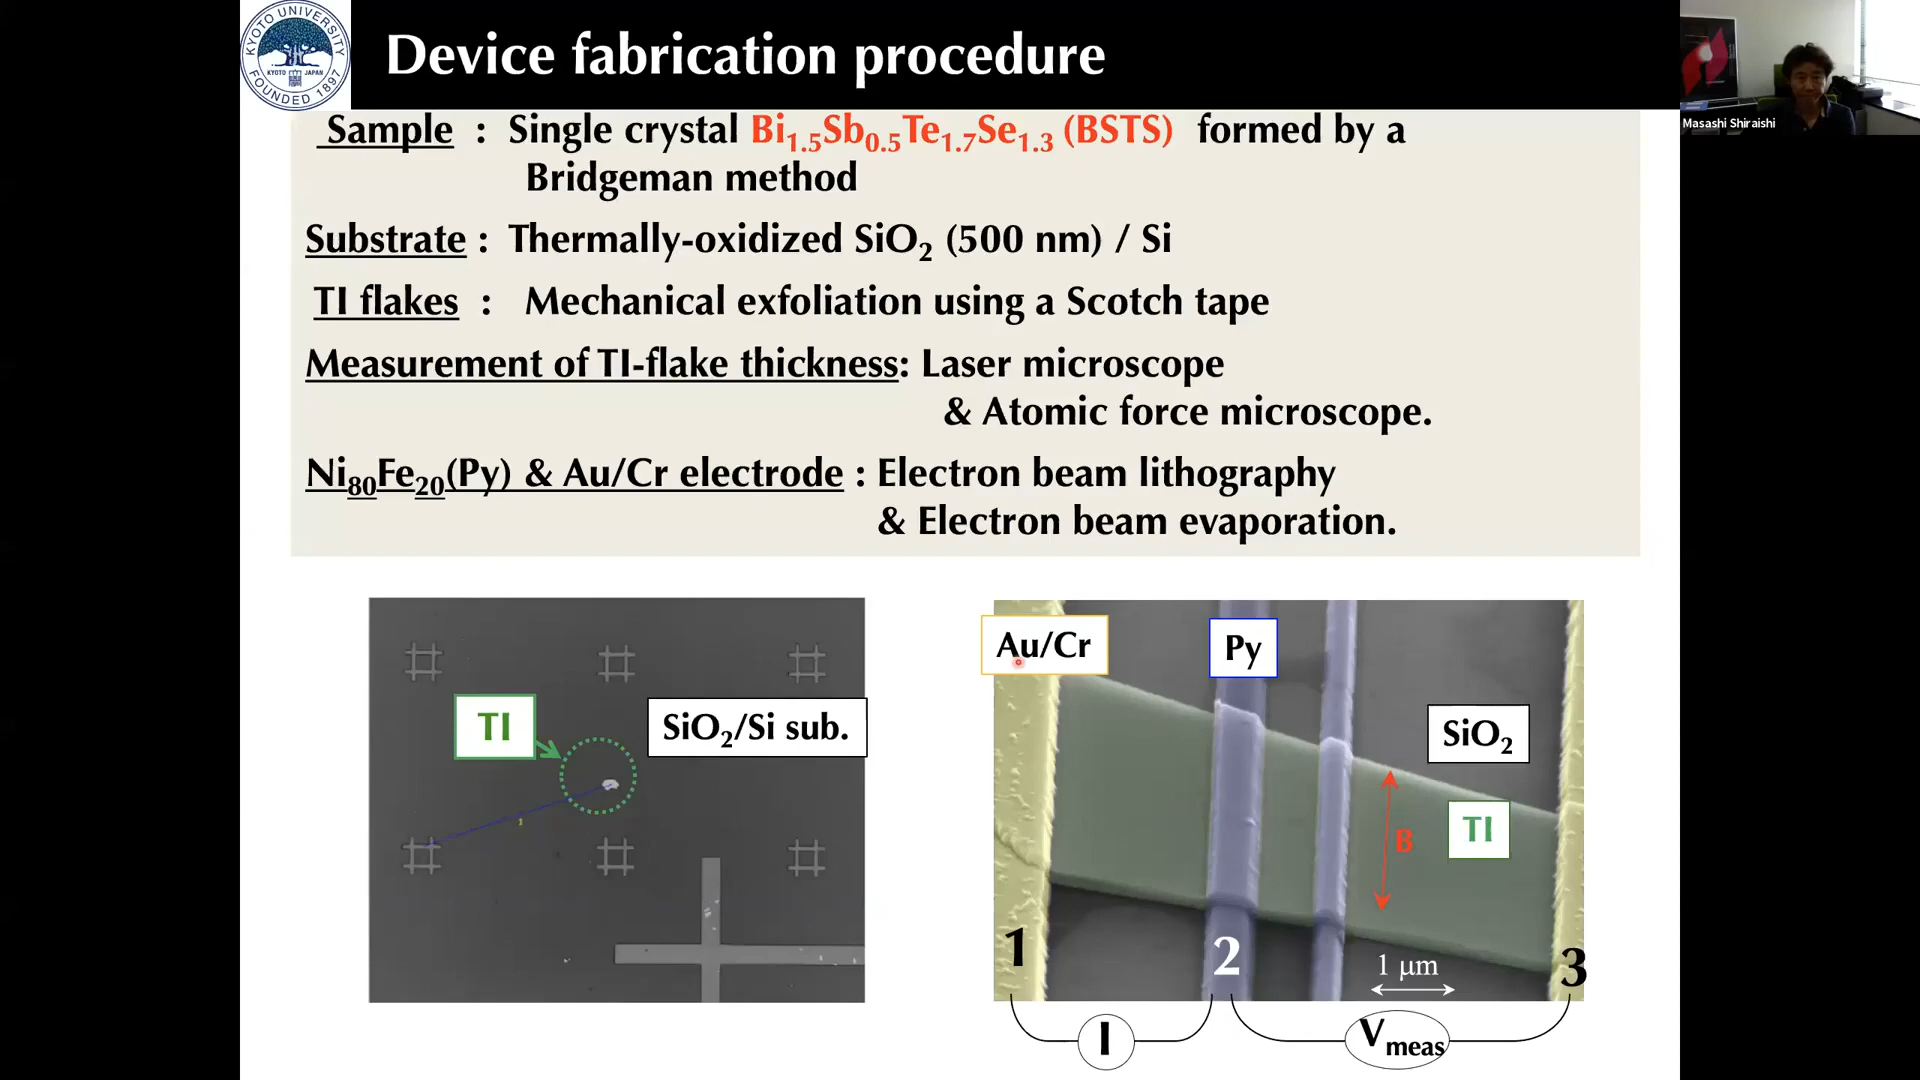 KYOTO UNIVERSITY
KYOTO JAPAN
FOUNDED 1897
Device fabrication procedure
Masashi Shiraishi
Sample : Single crystal Bi₁.₅Sb₀.₅Te₁.₇Se₁.₃ (BSTS) formed by a
Bridgeman method
Substrate : Thermally-oxidized SiO₂ (500 nm) / Si
TI flakes : Mechanical exfoliation using a Scotch tape
Measurement of TI-flake thickness: Laser microscope
& Atomic force microscope.
Ni₈₀Fe₂₀(Py) & Au/Cr electrode : Electron beam lithography
& Electron beam evaporation.
TI
SiO₂/Si sub.
Au/Cr
Py
SiO₂
TI
B
1
2
3
1 μm
I
Vmeas